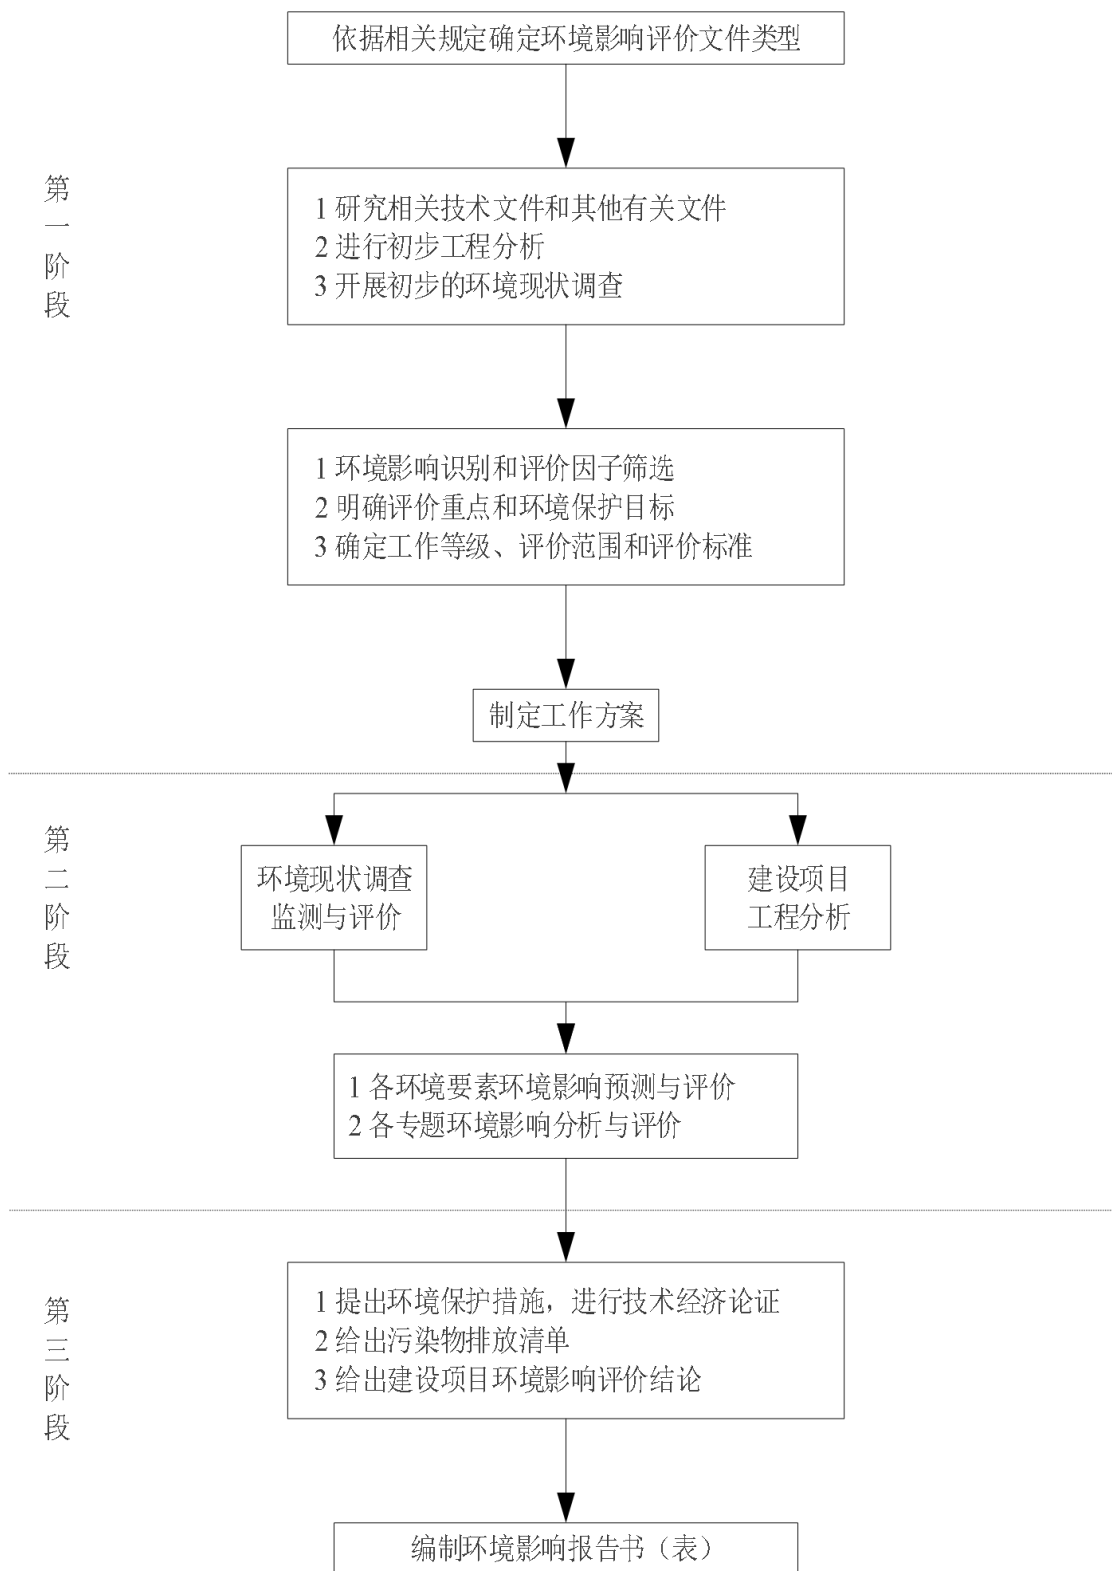 依据相关规定确定环境影响评价文件类型
第一阶段
1 研究相关技术文件和其他有关文件
2 进行初步工程分析
3 开展初步的环境现状调查
1 环境影响识别和评价因子筛选
2 明确评价重点和环境保护目标
3 确定工作等级、评价范围和评价标准
制定工作方案
第二阶段
环境现状调查
监测与评价
建设项目
工程分析
1 各环境要素环境影响预测与评价
2 各专题环境影响分析与评价
第三阶段
1 提出环境保护措施，进行技术经济论证
2 给出污染物排放清单
3 给出建设项目环境影响评价结论
编制环境影响报告书（表）